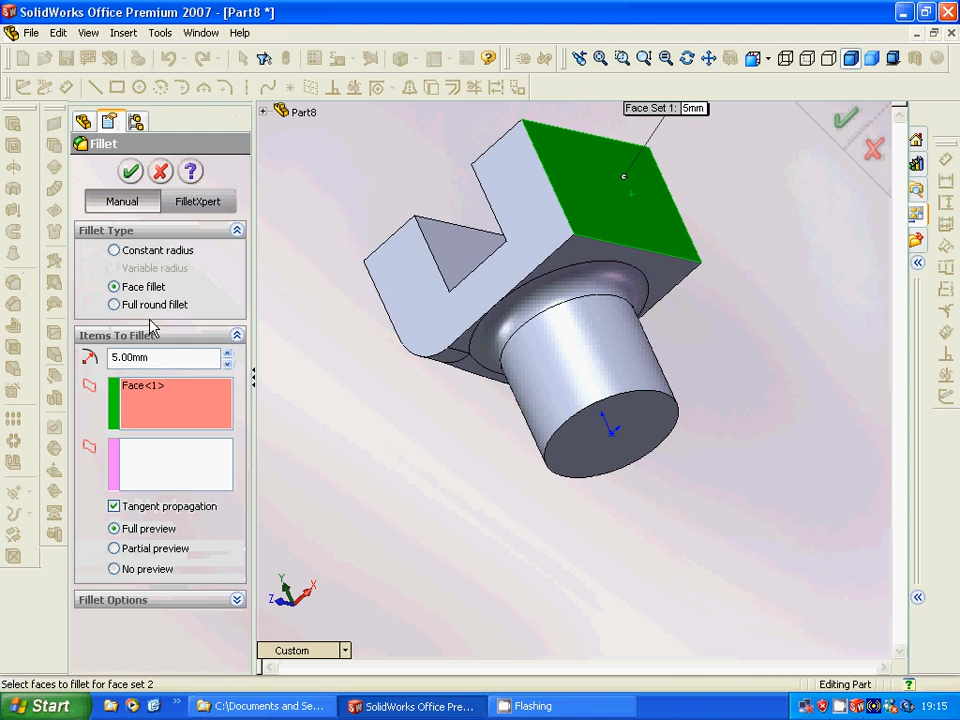 SolidWorks Office Premium 2007 - [Part8 *]
File Edit View Insert Tools Window Help
Part8
Face Set 1: 5mm
Fillet
Manual FilletXpert
Fillet Type
Constant radius
Variable radius
Face fillet
Full round fillet
Items To Fillet
5.00mm
Face<1>
Tangent propagation
Full preview
Partial preview
No preview
Fillet Options
Y
X
Z
Custom
Select faces to fillet for face set 2
Editing Part
Start
C:\Documents and Se...
SolidWorks Office Pre...
Flashing
19:15